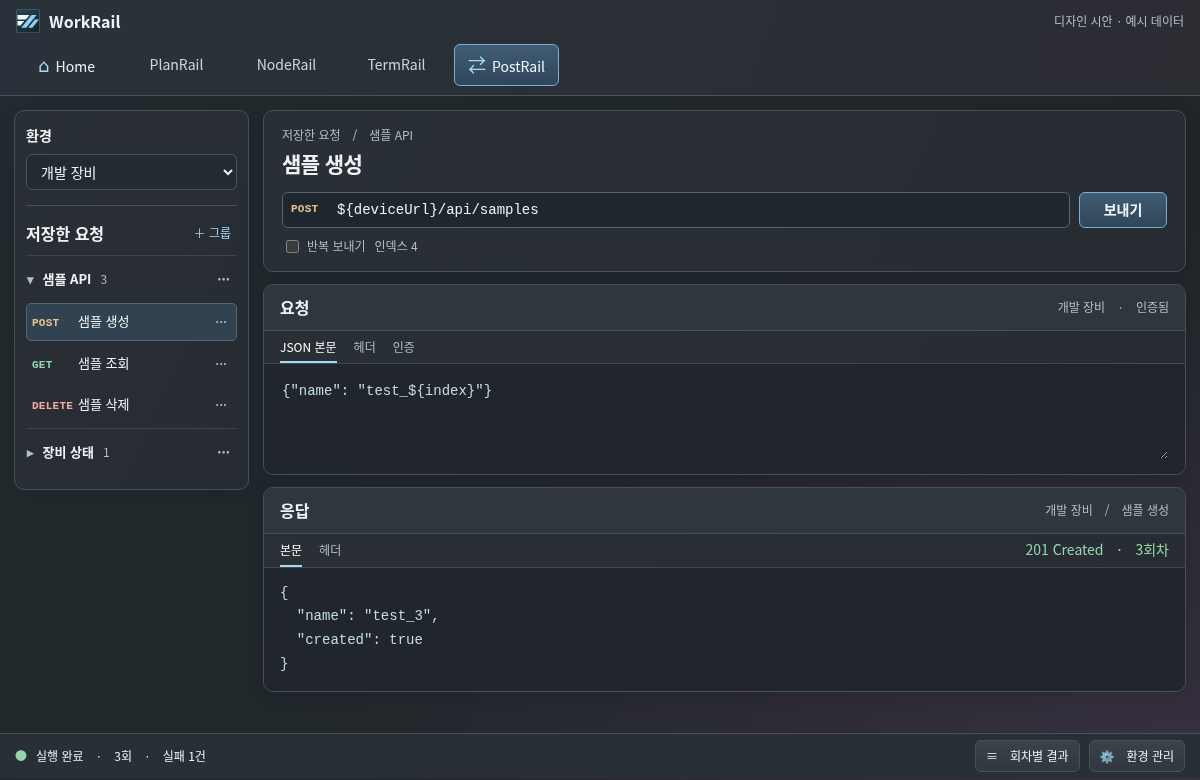 WorkRail
디자인 시안 · 예시 데이터
Home
PlanRail
NodeRail
TermRail
PostRail
환경
개발 장비
저장한 요청
+ 그룹
▾ 샘플 API 3 ···
POST 샘플 생성 ···
GET 샘플 조회 ···
DELETE 샘플 삭제 ···
▸ 장비 상태 1 ···
저장한 요청 / 샘플 API
샘플 생성
POST ${deviceUrl}/api/samples
보내기
반복 보내기 인덱스 4
요청
개발 장비 · 인증됨
JSON 본문 헤더 인증
{"name": "test_${index}"}
응답
개발 장비 / 샘플 생성
본문 헤더
201 Created · 3회차
{
"name": "test_3",
"created": true
}
실행 완료 · 3회 · 실패 1건
회차별 결과
환경 관리